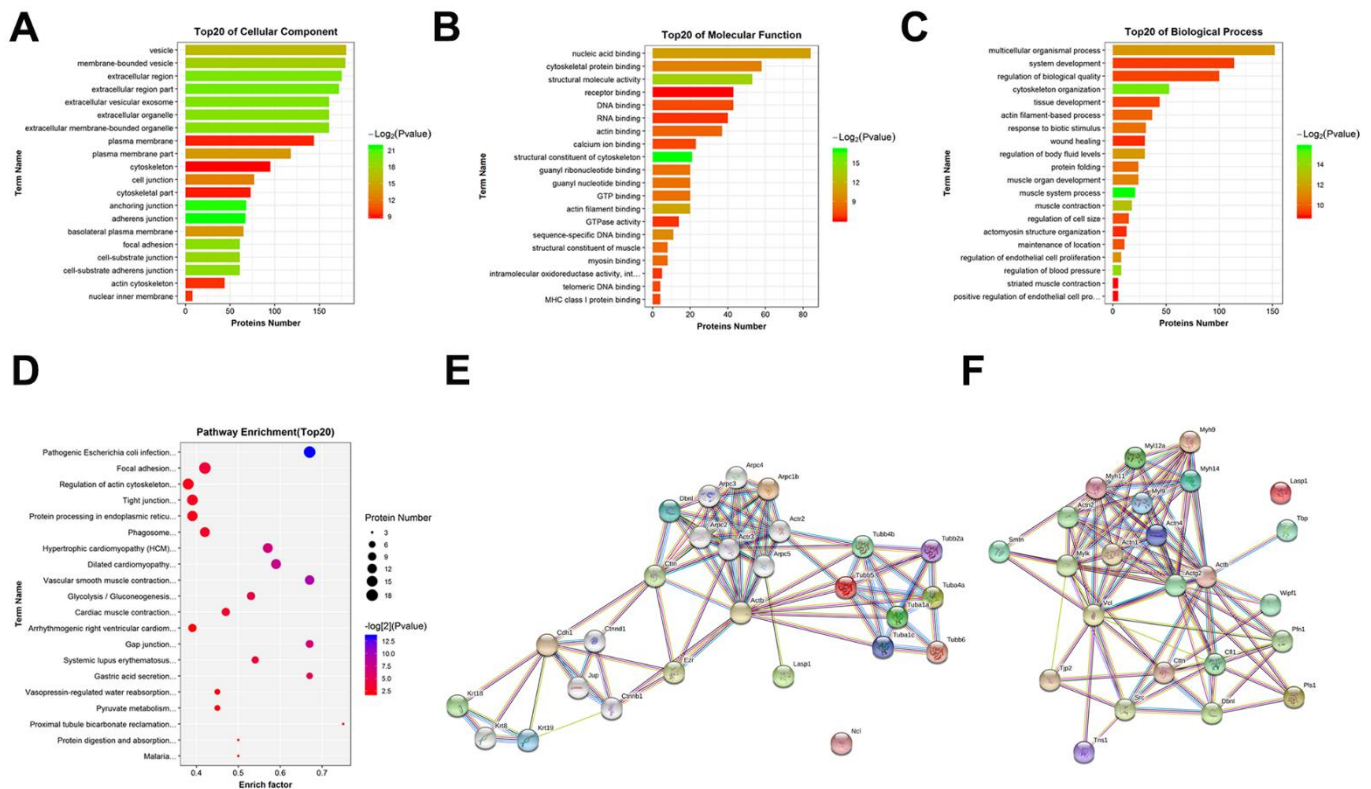 A
Top20 of Cellular Component
vesicle
membrane-bounded vesicle
extracellular region
extracellular region part
extracellular vesicular exosome
extracellular organelle
extracellular membrane-bounded organelle
plasma membrane
plasma membrane part
cytoskeleton
cell junction
cytoskeletal part
anchoring junction
adherens junction
basolateral plasma membrane
focal adhesion
cell-substrate junction
cell-substrate adherens junction
actin cytoskeleton
nuclear inner membrane
Term Name
0 50 100 150
Proteins Number
−Log2(Pvalue)
21
18
15
12
9
B
Top20 of Molecular Function
nucleic acid binding
cytoskeletal protein binding
structural molecule activity
receptor binding
DNA binding
RNA binding
actin binding
calcium ion binding
structural constituent of cytoskeleton
guanyl ribonucleotide binding
guanyl nucleotide binding
GTP binding
actin filament binding
GTPase activity
sequence-specific DNA binding
structural constituent of muscle
myosin binding
intramolecular oxidoreductase activity, int...
telomeric DNA binding
MHC class I protein binding
Term Name
0 20 40 60 80
Proteins Number
−Log2(Pvalue)
15
12
9
C
Top20 of Biological Process
multicellular organismal process
system development
regulation of biological quality
cytoskeleton organization
tissue development
actin filament-based process
response to biotic stimulus
wound healing
regulation of body fluid levels
protein folding
muscle organ development
muscle system process
muscle contraction
regulation of cell size
actomyosin structure organization
maintenance of location
regulation of endothelial cell proliferation
regulation of blood pressure
striated muscle contraction
positive regulation of endothelial cell pro...
Term Name
0 50 100 150
Proteins Number
−Log2(Pvalue)
14
12
10
D
Pathway Enrichment(Top20)
Pathogenic Escherichia coli infection...
Focal adhesion...
Regulation of actin cytoskeleton...
Tight junction...
Protein processing in endoplasmic reticu...
Phagosome...
Hypertrophic cardiomyopathy (HCM)...
Dilated cardiomyopathy...
Vascular smooth muscle contraction...
Glycolysis / Gluconeogenesis...
Cardiac muscle contraction...
Arrhythmogenic right ventricular cardiom...
Gap junction...
Systemic lupus erythematosus...
Gastric acid secretion...
Vasopressin-regulated water reabsorption...
Pyruvate metabolism...
Proximal tubule bicarbonate reclamation...
Protein digestion and absorption...
Malaria...
Term Name
0.4 0.5 0.6 0.7
Enrich factor
Protein Number
3
6
9
12
15
18
-log[2](Pvalue)
12.5
10.0
7.5
5.0
2.5
E
Arpc4
Arpc3
Arpc1b
Dbnl
Arpc2
Actr2
Actr3
Arpc5
Cttn
Tubb4b
Tubb2a
Tubb5
Tuba4a
Actb
Tuba1a
Tuba1c
Tubb6
Cdh1
Ctnnd1
Ezr
Lasp1
Jup
Ctnnb1
Krt18
Krt8
Krt19
Ncl
F
Myh9
Myl12a
Myh11
Myh14
Myl9
Lasp1
Actn2
Actn4
Tbp
Smtn
Actn1
Mylk
Actb
Actg2
Vcl
Wipf1
Pfn1
Cttn
Cfl1
Tjp2
Src
Dbnl
Pls1
Tns1